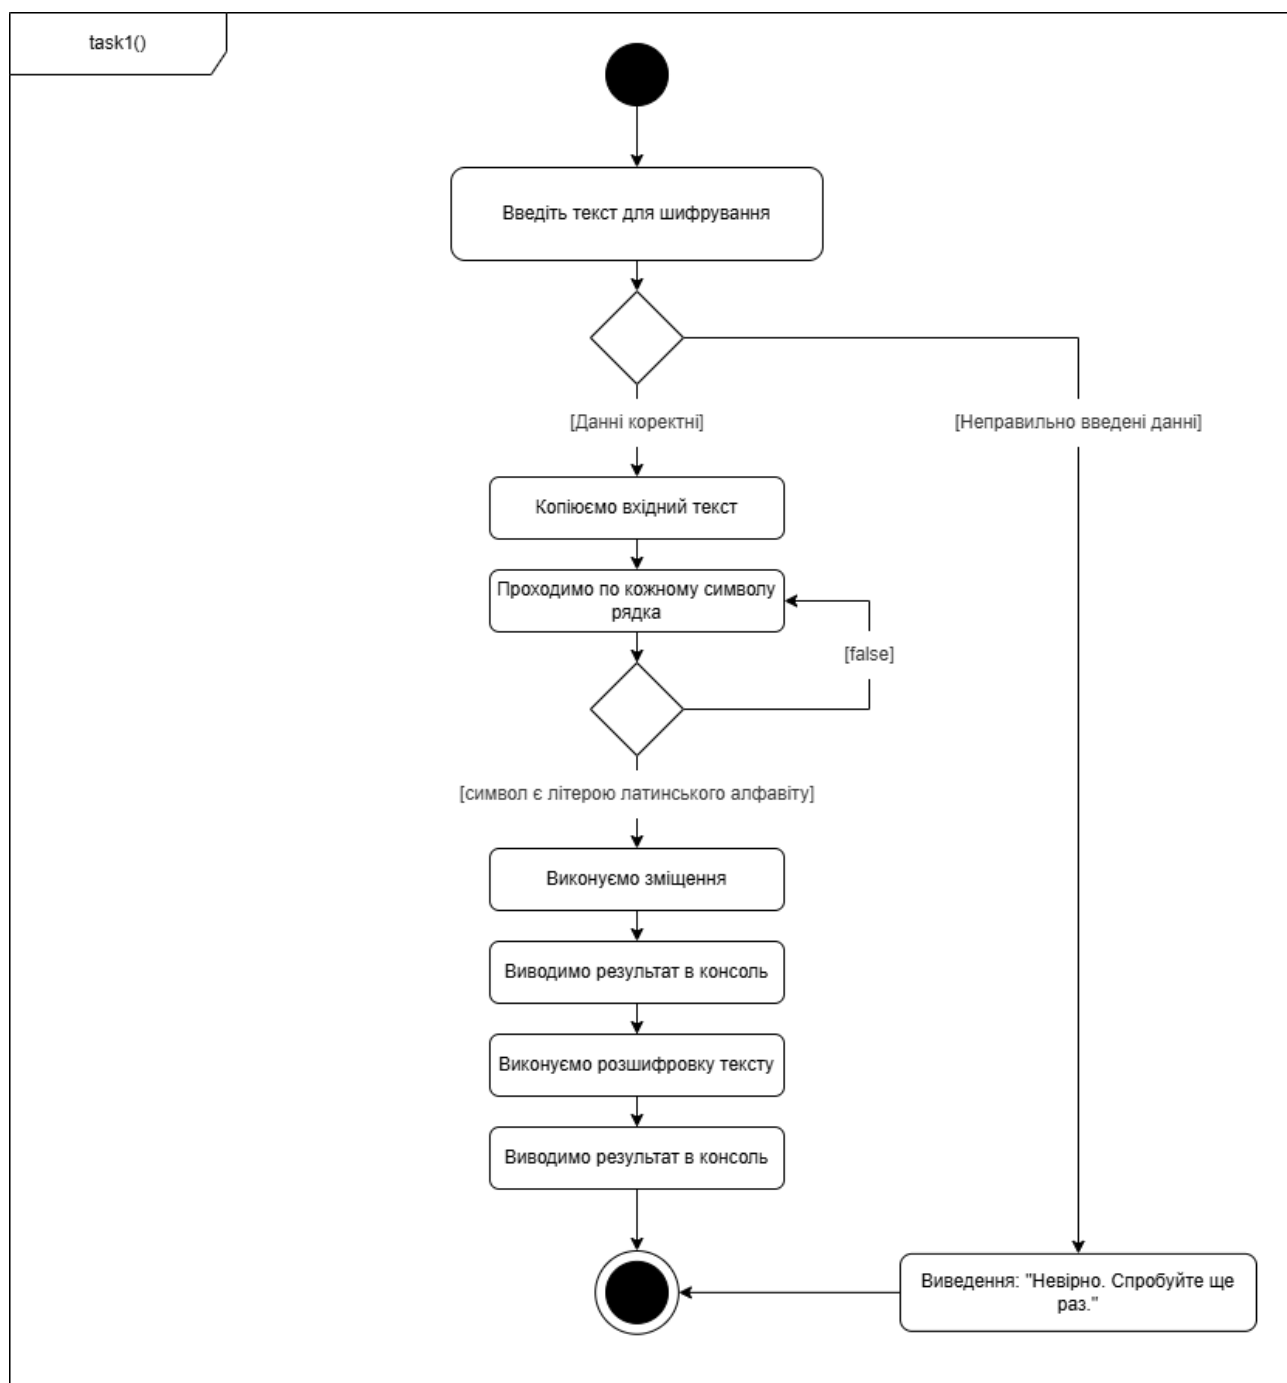 task1()
Введіть текст для шифрування
[Данні коректні]
[Неправильно введені данні]
Копіюємо вхідний текст
Проходимо по кожному символу
рядка
[false]
[символ є літерою латинського алфавіту]
Виконуємо зміщення
Виводимо результат в консоль
Виконуємо розшифровку тексту
Виводимо результат в консоль
Виведення: "Невірно. Спробуйте ще
раз."